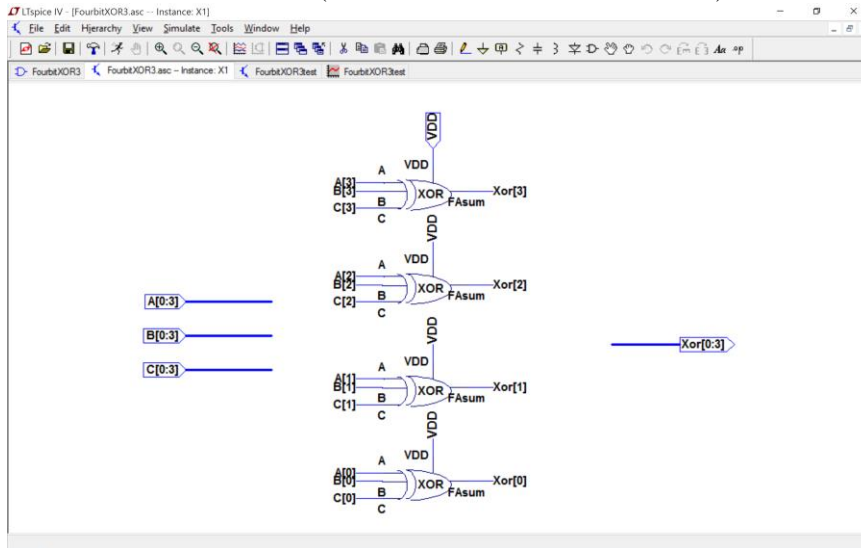 LTspice IV - [FourbitXOR3.asc -- Instance: X1]
File Edit Hierarchy View Simulate Tools Window Help
FourbitXOR3 FourbitXOR3.asc -- Instance: X1 FourbitXOR3test FourbitXOR3test
VDD
A VDD
A[3]
B[3] XOR Xor[3]
C[3] B FAsum
C
VDD
A VDD
A[2]
B[2] XOR Xor[2]
C[2] B FAsum
C
A[0:3]
B[0:3]
VDD
Xor[0:3]
C[0:3]
A VDD
A[1]
B[1] XOR Xor[1]
C[1] B FAsum
C
VDD
A VDD
A[0]
B[0] XOR Xor[0]
C[0] B FAsum
C